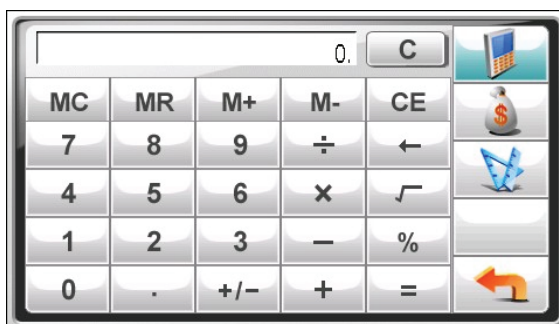 0. C
MC MR M+ M- CE
7 8 9 ÷ ←
4 5 6 × √
1 2 3 − %
0 . +/− + =
$